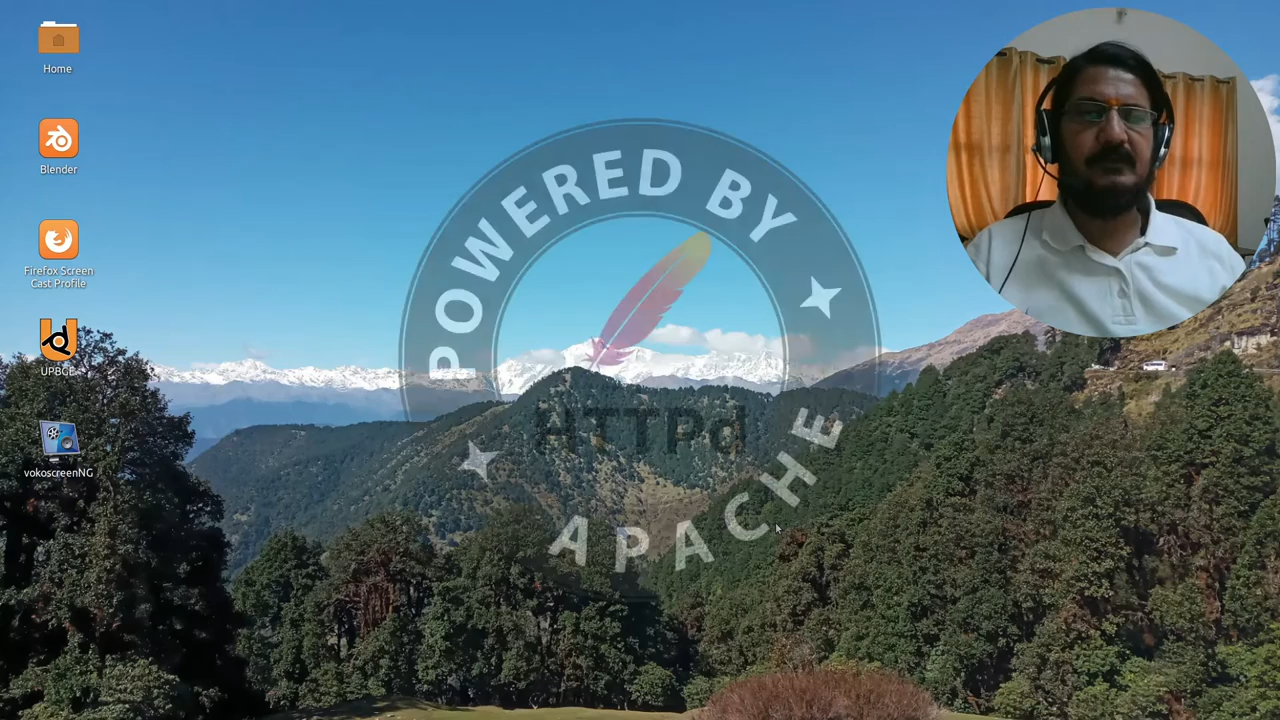 Home
Blender
Firefox Screen
Cast Profile
UPBGE
vokoscreenNG
POWERED BY
HTTPd
APACHE